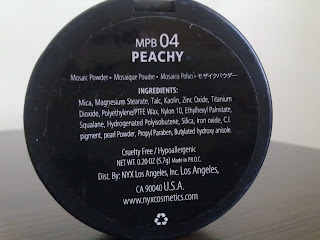 MPB 04
PEACHY
Mosaic Powder • Mosaique Poudre • Mosaico Polvo • モザイクパウダー
INGREDIENTS:
Mica, Magnesium Stearate, Talc, Kaolin, Zinc Oxide, Titanium
Dioxide, Polyethylene/PTFE Wax, Nylon 10, Ethylhexyl Palmitate,
Squalane, Hydrogenated Polyisobutane, Silica, Iron oxide, C.I.
pigment, pearl Powder, Propyl Paraben, Butylated hydroxy anisole.
Cruelty Free / Hypoallergenic
NET WT. 0.20 OZ (5.7g) Made in P.R.C.
Dist. By: NYX Los Angeles, Inc. Los Angeles,
CA 90040 U.S.A.
www.nyxcosmetics.com